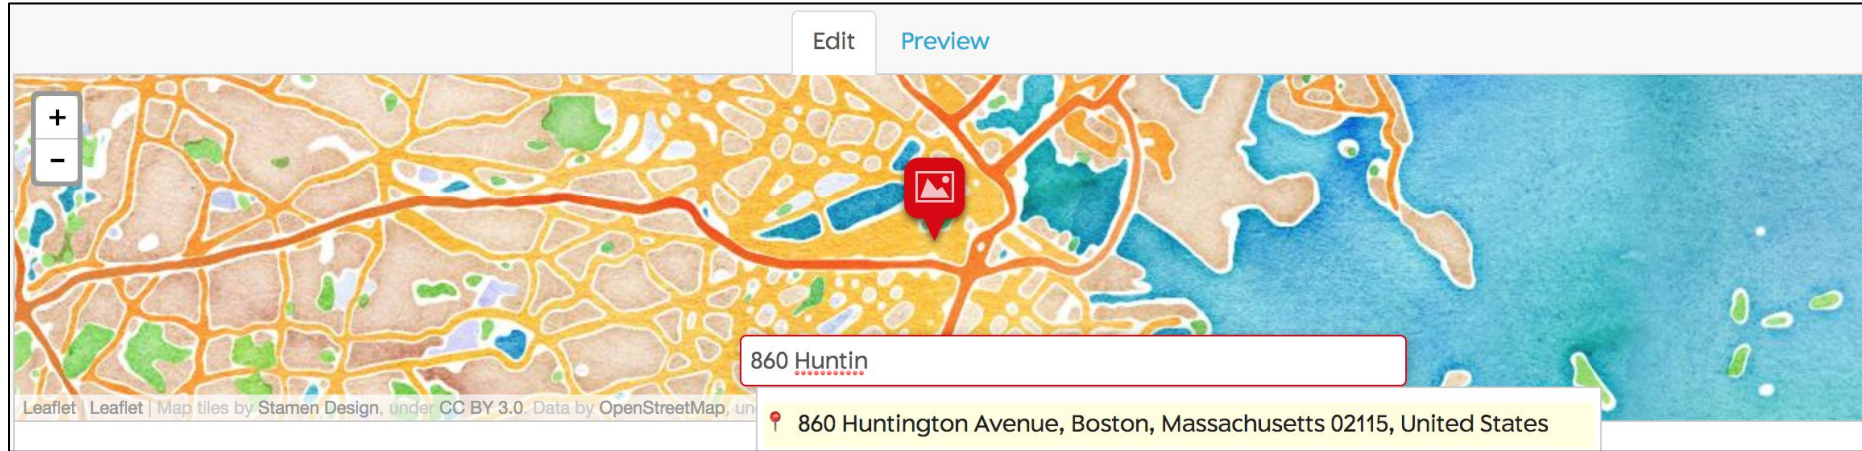 Edit Preview
+
−
860 Huntin
Leaflet | Leaflet | Map tiles by Stamen Design, under CC BY 3.0. Data by OpenStreetMap, un
860 Huntington Avenue, Boston, Massachusetts 02115, United States